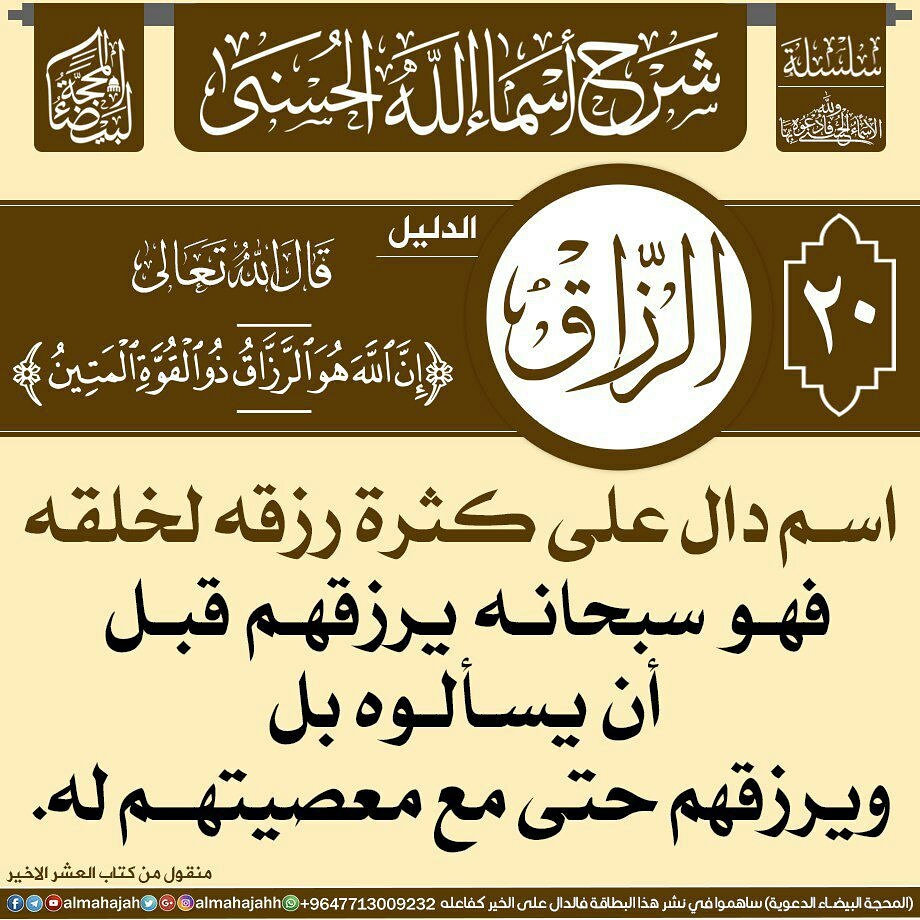 سلسلة
ولله الأسماء الحسنى فادعوه بها
شرح أسماء الله الحسنى
المحجة البيضاء
٢٠
الرزاق
الدليل
قَالَ اللهُ تَعَالَى
﴿إِنَّ ٱللَّهَ هُوَ ٱلرَّزَّاقُ ذُو ٱلْقُوَّةِ ٱلْمَتِينُ﴾
اسم دال على كثرة رزقه لخلقه
فهو سبحانه يرزقهم قبل
أن يسألوه بل
ويرزقهم حتى مع معصيتهم له.
منقول من كتاب العشر الاخير
(المحجة البيضاء الدعوية) ساهموا في نشر هذا البطاقة فالدال على الخير كفاعله +9647713009232 almahajahh almahajah